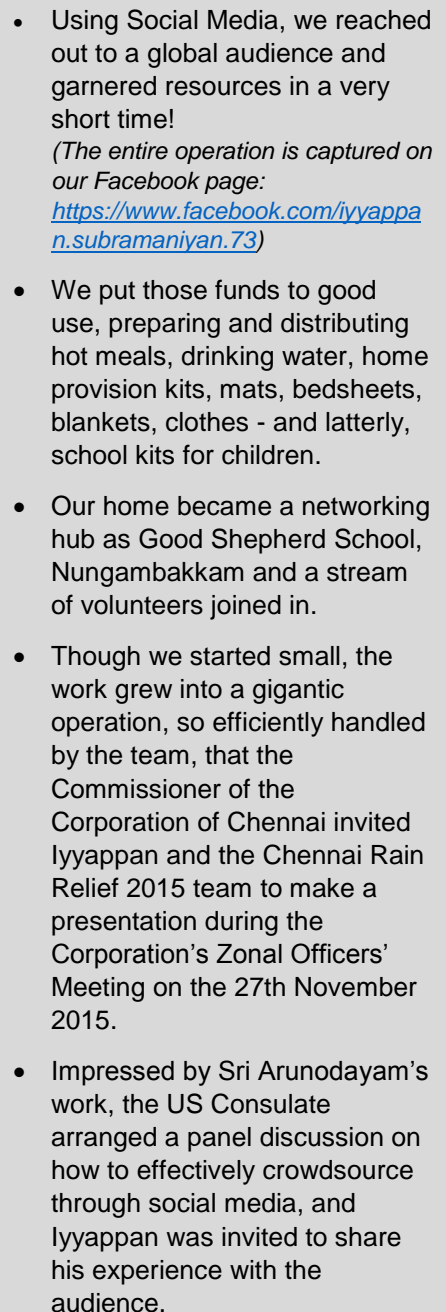 • Using Social Media, we reached
out to a global audience and
garnered resources in a very
short time!
(The entire operation is captured on
our Facebook page:
https://www.facebook.com/iyyappa
n.subramaniyan.73)
• We put those funds to good
use, preparing and distributing
hot meals, drinking water, home
provision kits, mats, bedsheets,
blankets, clothes - and latterly,
school kits for children.
• Our home became a networking
hub as Good Shepherd School,
Nungambakkam and a stream
of volunteers joined in.
• Though we started small, the
work grew into a gigantic
operation, so efficiently handled
by the team, that the
Commissioner of the
Corporation of Chennai invited
Iyyappan and the Chennai Rain
Relief 2015 team to make a
presentation during the
Corporation’s Zonal Officers’
Meeting on the 27th November
2015.
• Impressed by Sri Arunodayam’s
work, the US Consulate
arranged a panel discussion on
how to effectively crowdsource
through social media, and
Iyyappan was invited to share
his experience with the
audience.